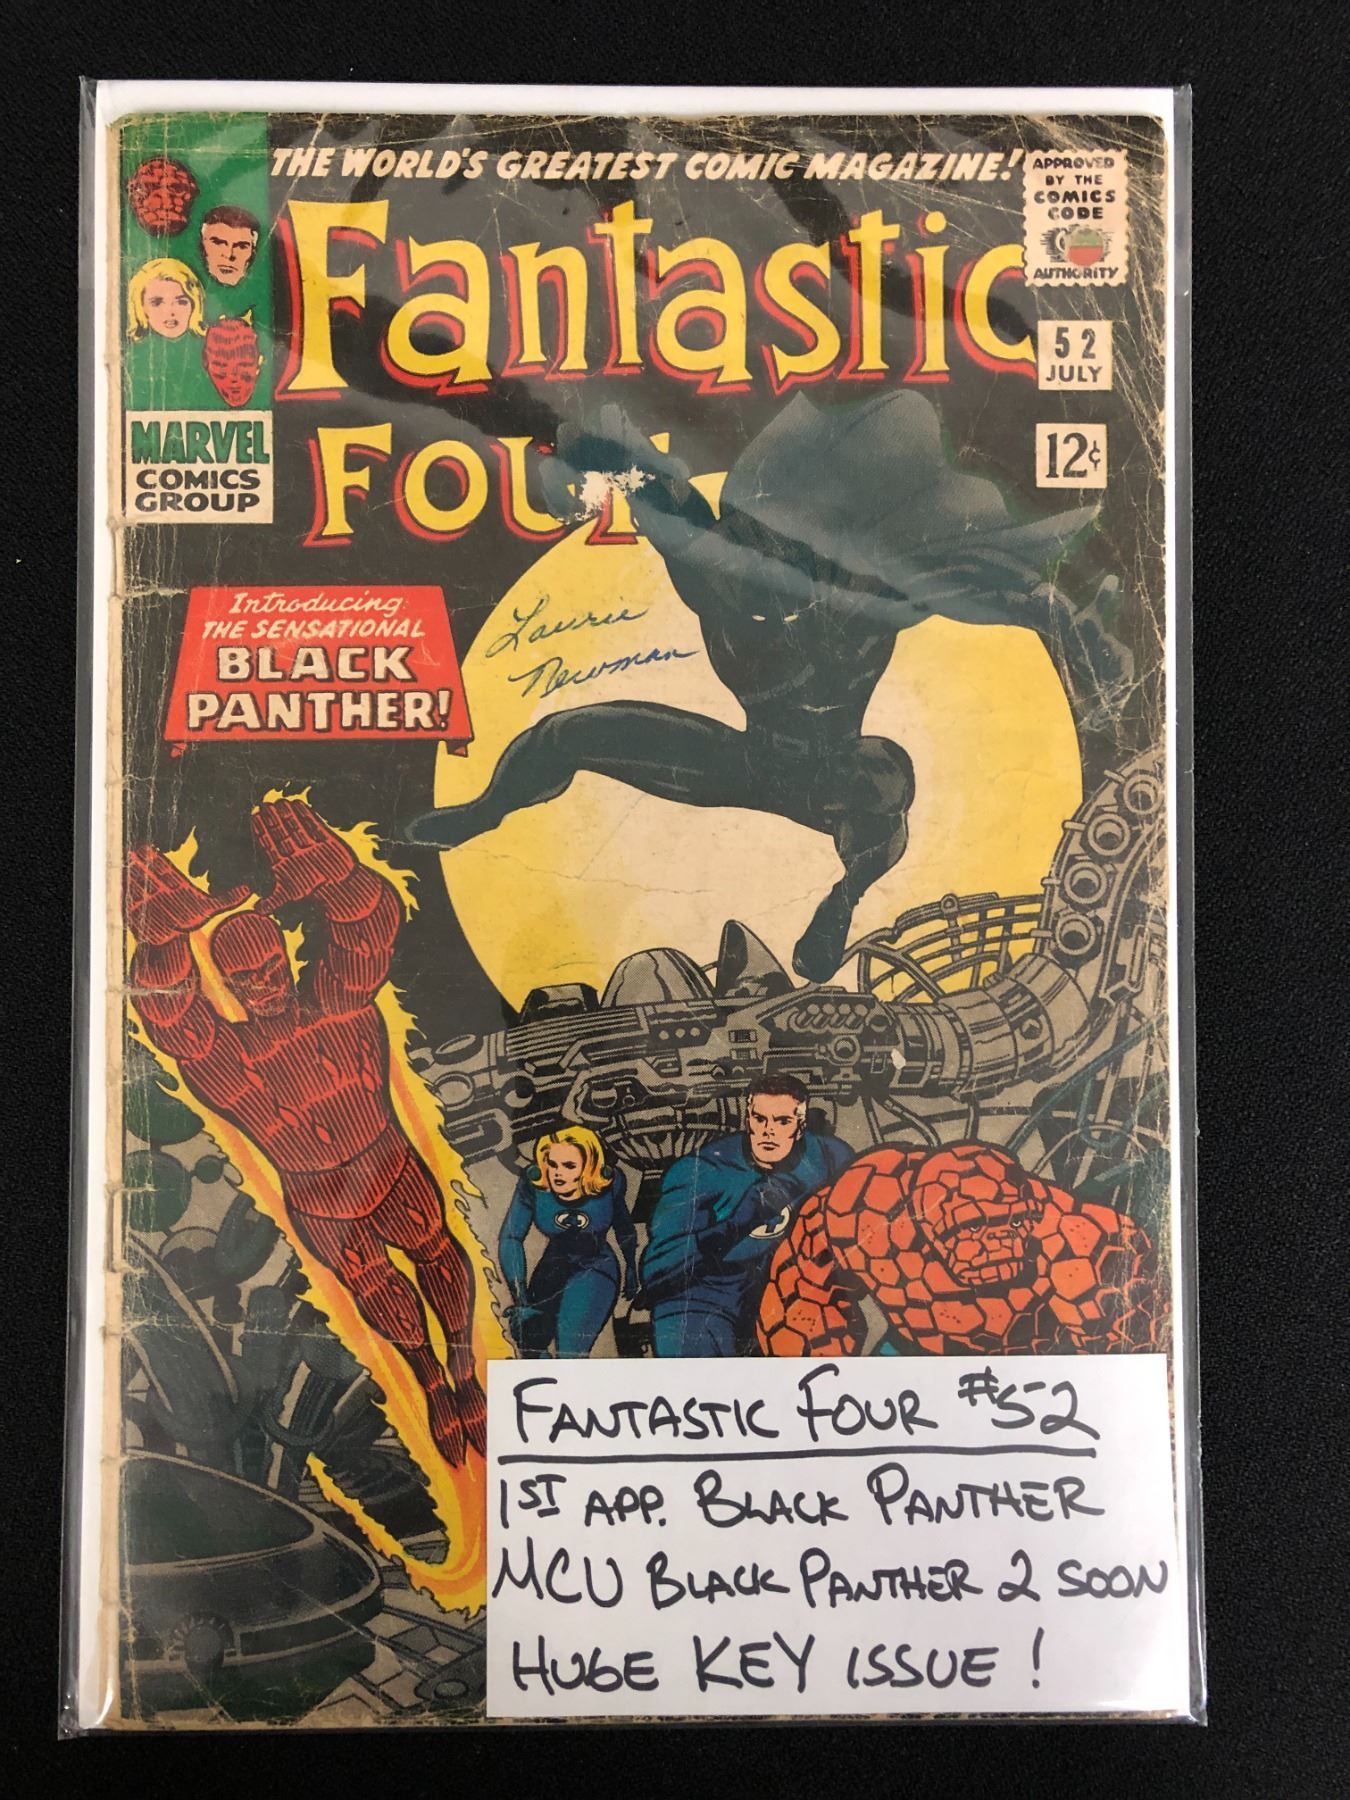 THE WORLD'S GREATEST COMIC MAGAZINE!
APPROVED
BY THE
COMICS
CODE
AUTHORITY
Fantastic
FOUR
52
JULY
12¢
MARVEL
COMICS
GROUP
Introducing
THE SENSATIONAL
BLACK
PANTHER!
Laurie
Newman
FANTASTIC FOUR #52
1ST APP. BLACK PANTHER
MCU BLACK PANTHER 2 SOON
HUGE KEY ISSUE!